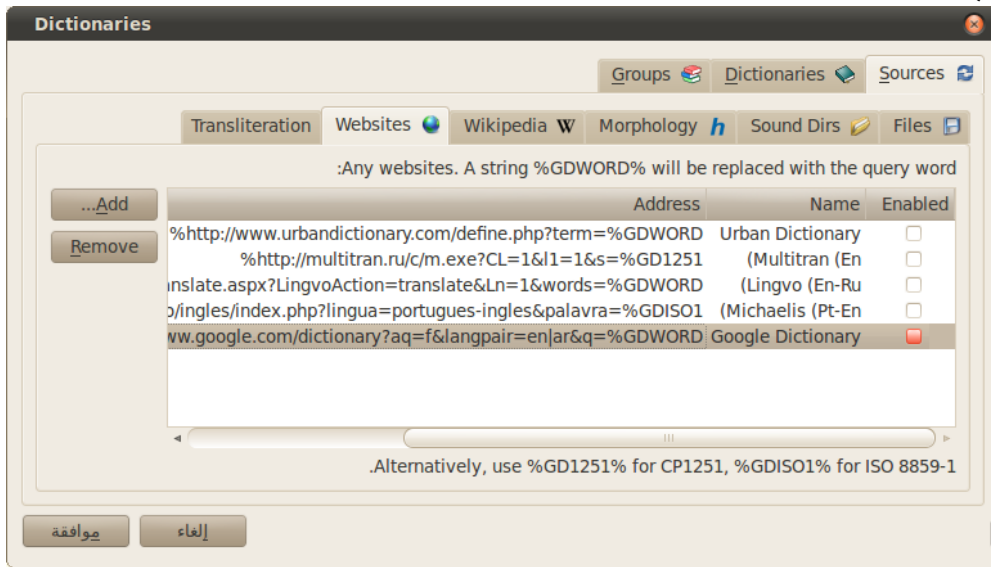 Dictionaries
Groups Dictionaries Sources
Transliteration Websites Wikipedia W Morphology h Sound Dirs Files
:Any websites. A string %GDWORD% will be replaced with the query word
...Add Address Name Enabled
%http://www.urbandictionary.com/define.php?term=%GDWORD Urban Dictionary
Remove %http://multitran.ru/c/m.exe?CL=1&l1=1&s=%GD1251 (Multitran (En
nslate.aspx?LingvoAction=translate&Ln=1&words=%GDWORD (Lingvo (En-Ru
o/ingles/index.php?lingua=portugues-ingles&palavra=%GDISO1 (Michaelis (Pt-En
ww.google.com/dictionary?aq=f&langpair=en|ar&q=%GDWORD Google Dictionary
.Alternatively, use %GD1251% for CP1251, %GDISO1% for ISO 8859-1
موافقة إلغاء